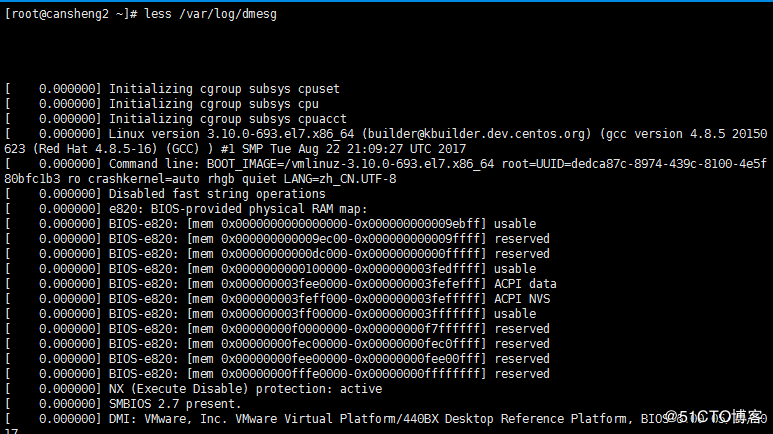 [root@cansheng2 ~]# less /var/log/dmesg
[    0.000000] Initializing cgroup subsys cpuset
[    0.000000] Initializing cgroup subsys cpu
[    0.000000] Initializing cgroup subsys cpuacct
[    0.000000] Linux version 3.10.0-693.el7.x86_64 (builder@kbuilder.dev.centos.org) (gcc version 4.8.5 20150
623 (Red Hat 4.8.5-16) (GCC) ) #1 SMP Tue Aug 22 21:09:27 UTC 2017
[    0.000000] Command line: BOOT_IMAGE=/vmlinuz-3.10.0-693.el7.x86_64 root=UUID=dedca87c-8974-439c-8100-4e5f
80bfc1b3 ro crashkernel=auto rhgb quiet LANG=zh_CN.UTF-8
[    0.000000] Disabled fast string operations
[    0.000000] e820: BIOS-provided physical RAM map:
[    0.000000] BIOS-e820: [mem 0x0000000000000000-0x000000000009ebff] usable
[    0.000000] BIOS-e820: [mem 0x000000000009ec00-0x000000000009ffff] reserved
[    0.000000] BIOS-e820: [mem 0x00000000000dc000-0x00000000000fffff] reserved
[    0.000000] BIOS-e820: [mem 0x0000000000100000-0x000000003fedffff] usable
[    0.000000] BIOS-e820: [mem 0x000000003fee0000-0x000000003fefefff] ACPI data
[    0.000000] BIOS-e820: [mem 0x000000003feff000-0x000000003fefffff] ACPI NVS
[    0.000000] BIOS-e820: [mem 0x000000003ff00000-0x000000003fffffff] usable
[    0.000000] BIOS-e820: [mem 0x00000000f0000000-0x00000000f7ffffff] reserved
[    0.000000] BIOS-e820: [mem 0x00000000fec00000-0x00000000fec0ffff] reserved
[    0.000000] BIOS-e820: [mem 0x00000000fee00000-0x00000000fee00fff] reserved
[    0.000000] BIOS-e820: [mem 0x00000000fffe0000-0x00000000ffffffff] reserved
[    0.000000] NX (Execute Disable) protection: active
[    0.000000] SMBIOS 2.7 present.
[    0.000000] DMI: VMware, Inc. VMware Virtual Platform/440BX Desktop Reference Platform, BIOS
@51CTO博客